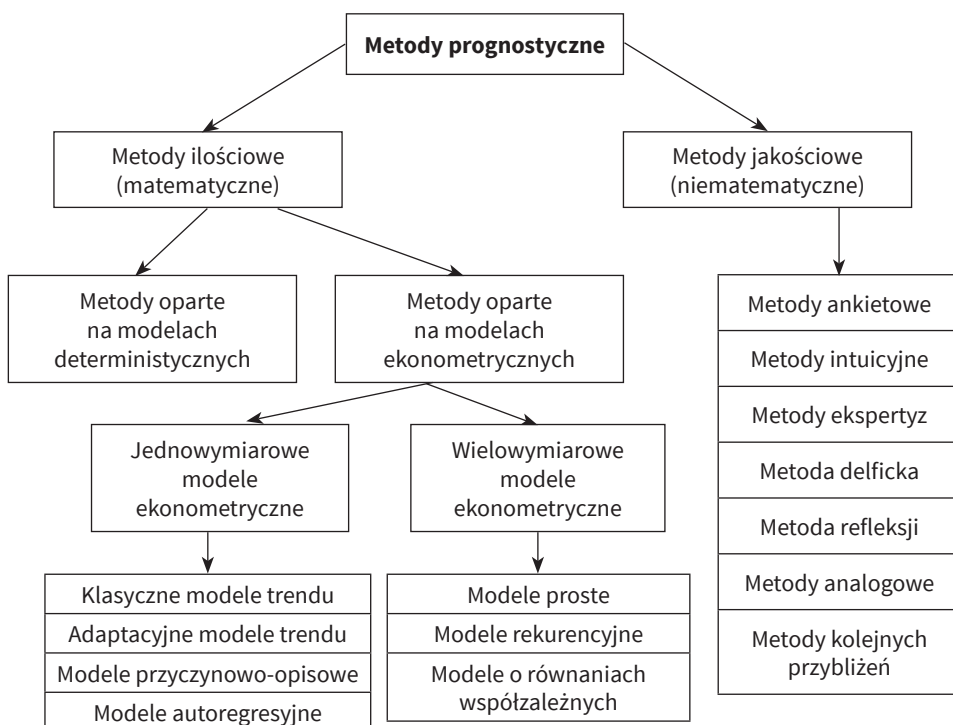 Metody prognostyczne
Metody ilościowe
(matematyczne)
Metody jakościowe
(niematematyczne)
Metody oparte
na modelach
deterministycznych
Metody oparte
na modelach
ekonometrycznych
Jednowymiarowe
modele
ekonometryczne
Wielowymiarowe
modele
ekonometryczne
Klasyczne modele trendu
Adaptacyjne modele trendu
Modele przyczynowo-opisowe
Modele autoregresyjne
Modele proste
Modele rekurencyjne
Modele o równaniach
współzależnych
Metody ankietowe
Metody intuicyjne
Metody ekspertyz
Metoda delficka
Metoda refleksji
Metody analogowe
Metody kolejnych
przybliżeń